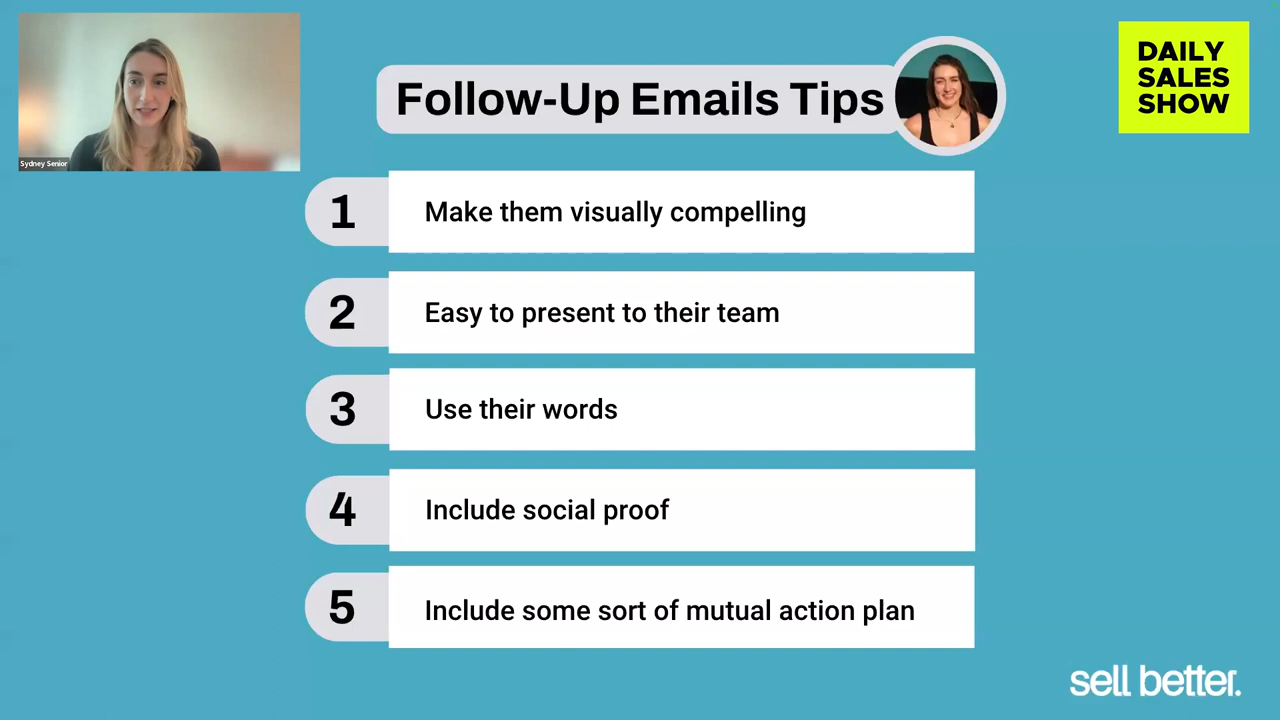 Sydney Senior
Follow-Up Emails Tips
DAILY
SALES
SHOW
1
Make them visually compelling
2
Easy to present to their team
3
Use their words
4
Include social proof
5
Include some sort of mutual action plan
sell better.